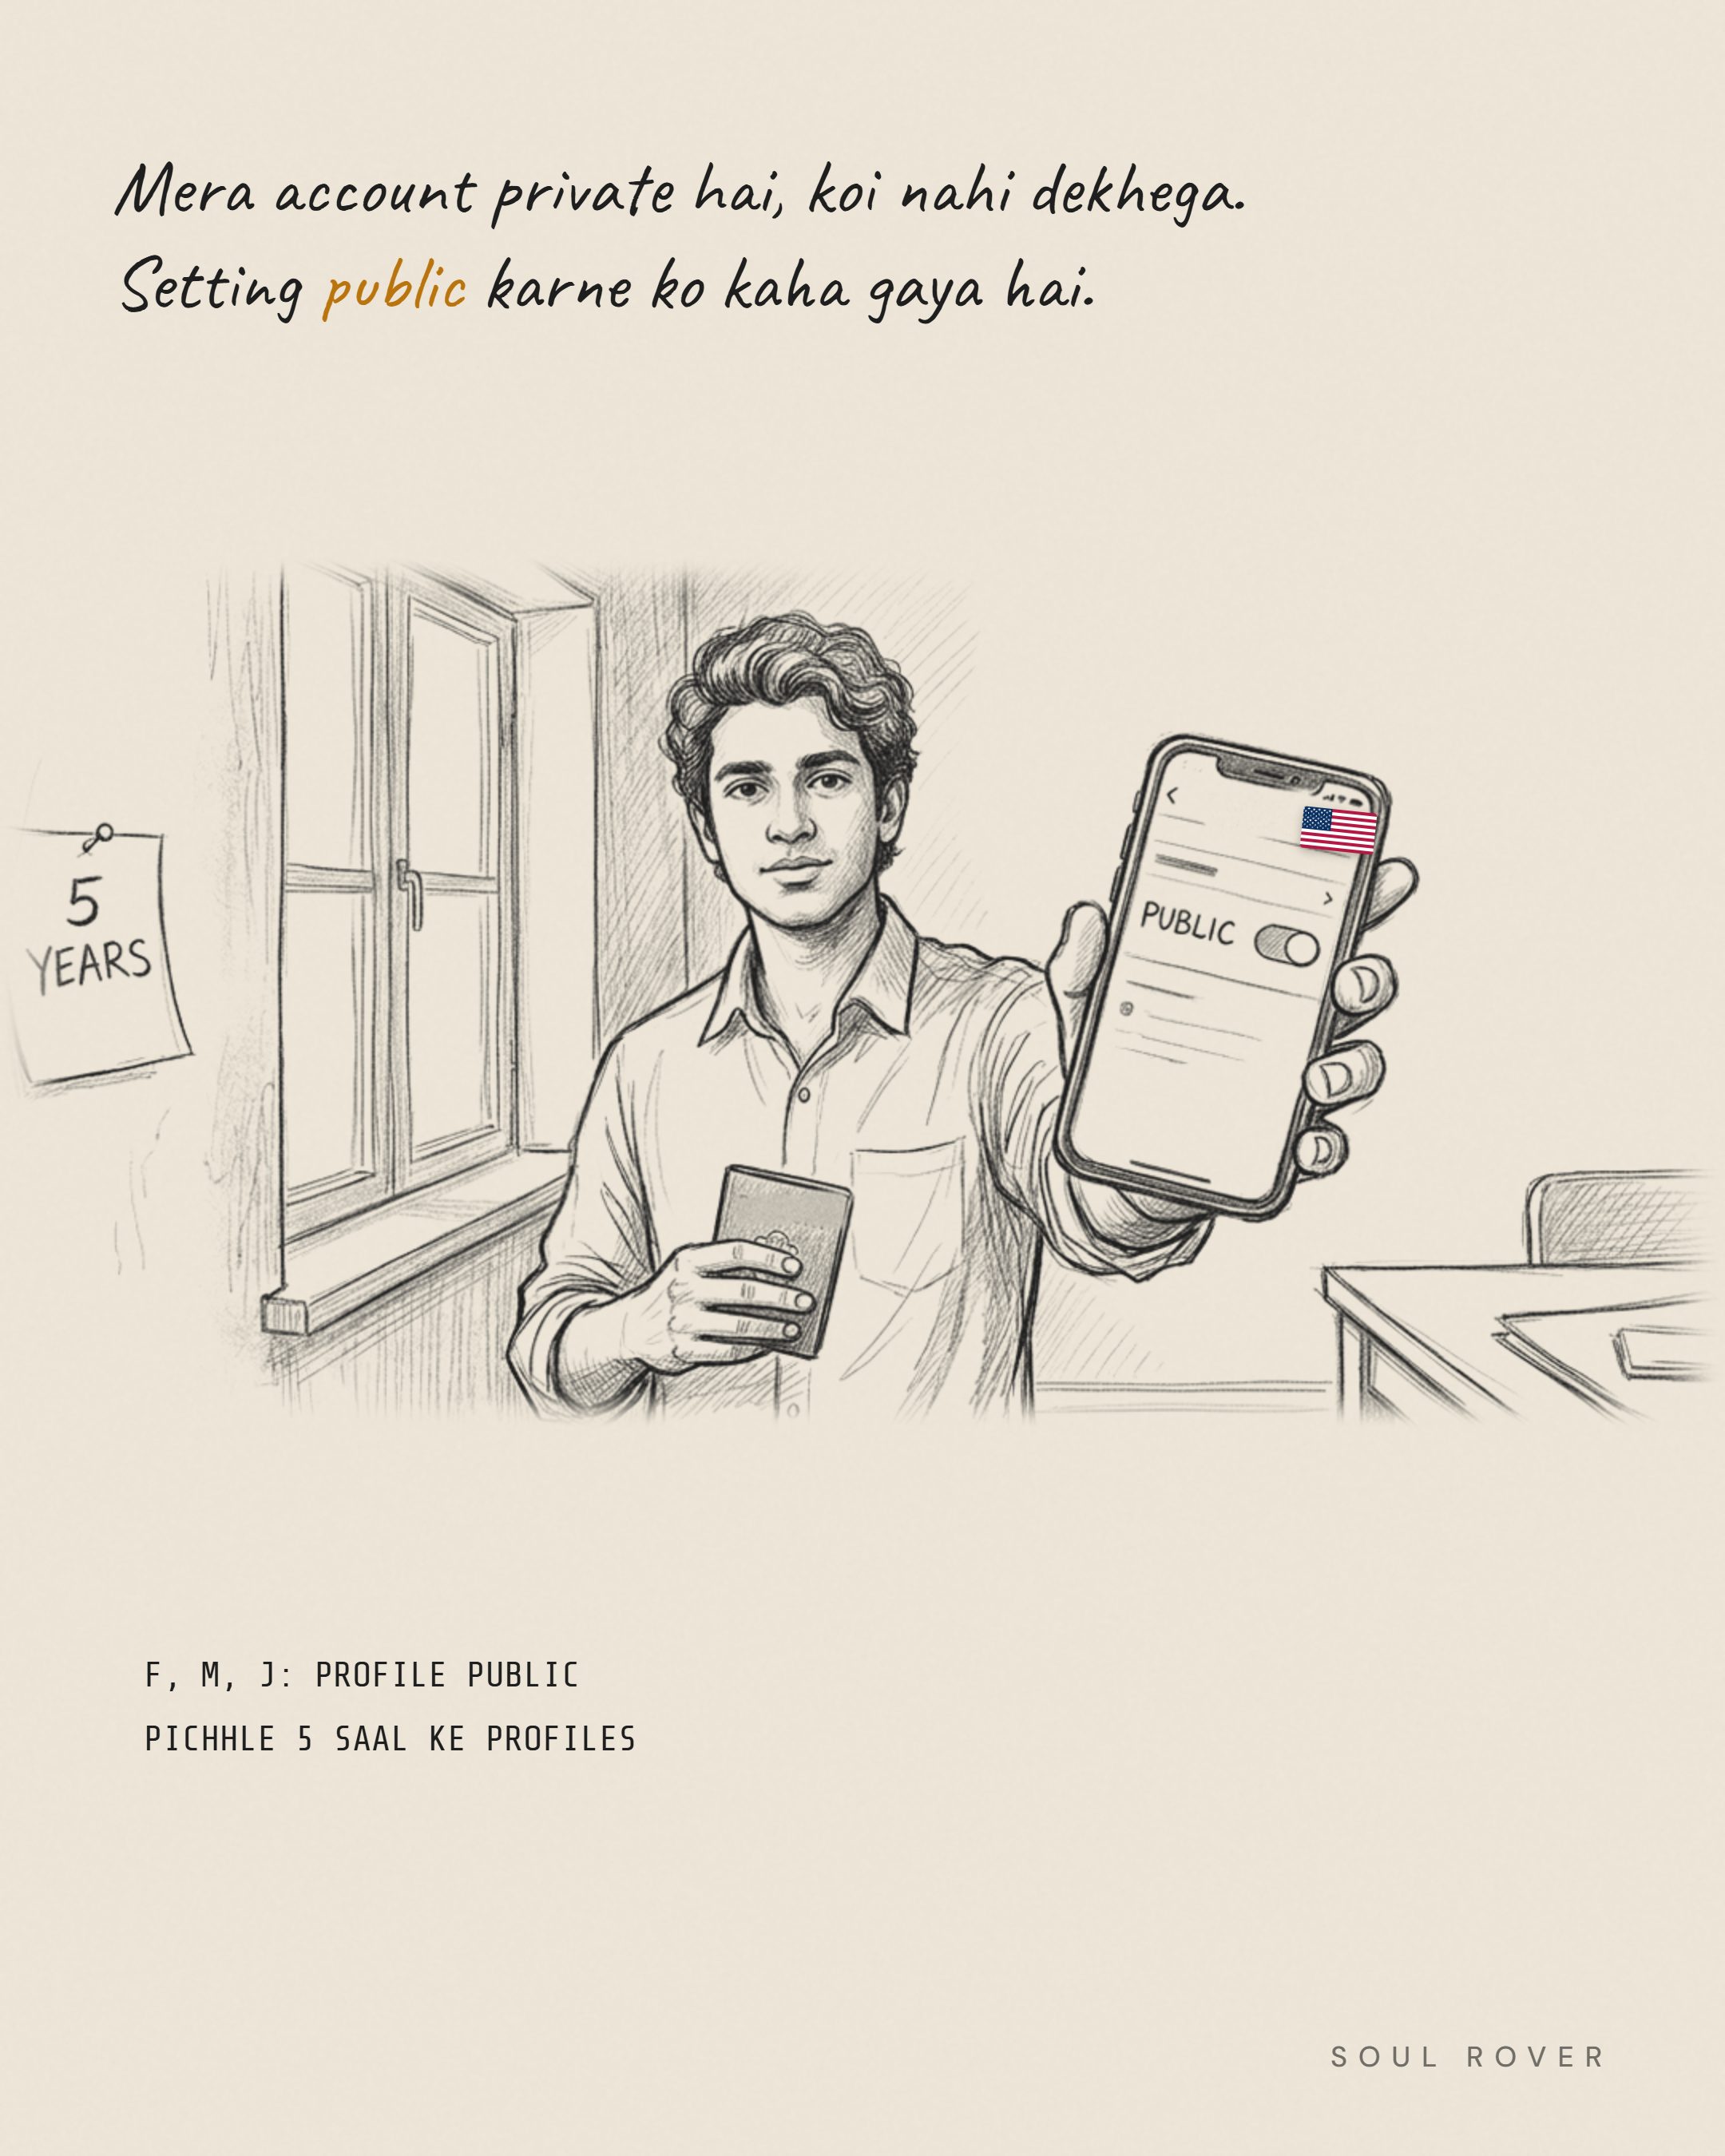 Mera account private hai, koi nahi dekhega.
Setting public karne ko kaha gaya hai.
5
YEARS
PUBLIC
F, M, J: PROFILE PUBLIC
PICHHLE 5 SAAL KE PROFILES
SOUL ROVER